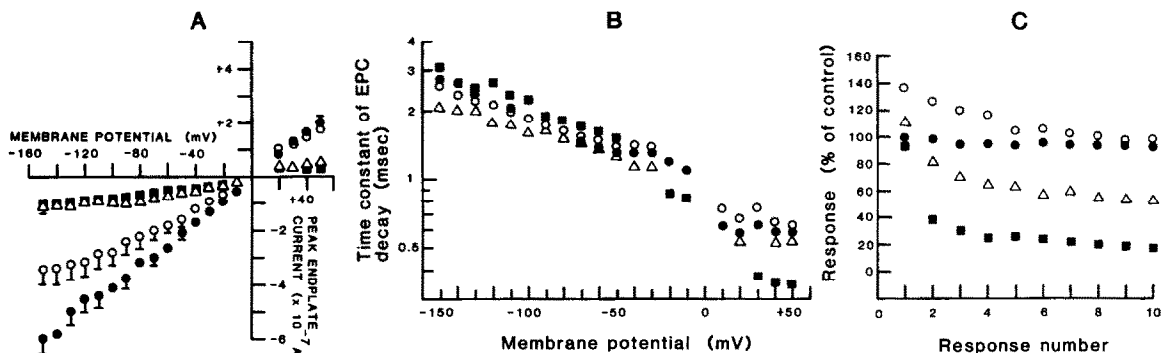 A
+4
+2
MEMBRANE POTENTIAL (mV)
-160 -120 -80 -40
+40
-2
-4
-6
PEAK ENDPLATE
CURRENT (x 10⁻⁷ A
B
4
3
2
1
0.5
Time constant of EPC
decay (msec)
-150 -100 -50 0 +50
Membrane potential (mV)
C
160
140
120
100
80
60
40
20
0
Response (% of control)
0 2 4 6 8 10
Response number